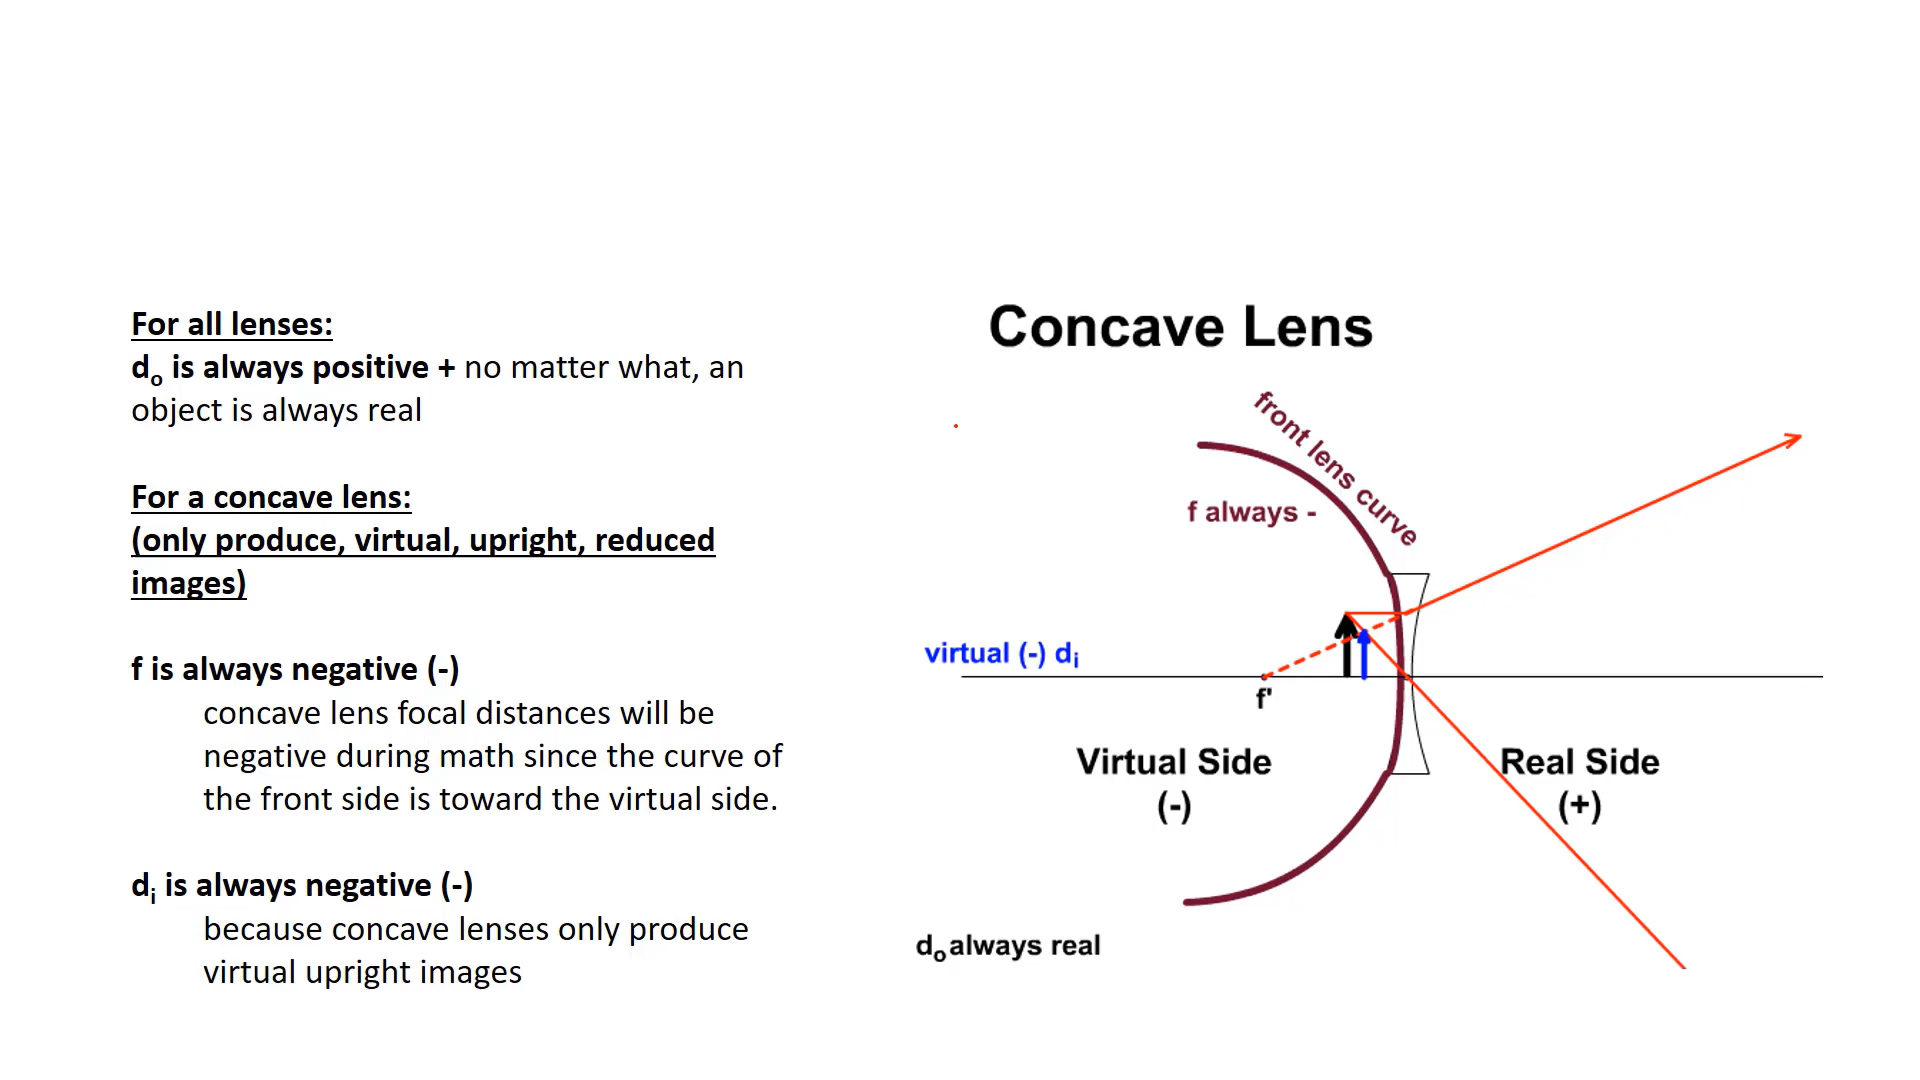 For all lenses:
do is always positive + no matter what, an
object is always real
For a concave lens:
(only produce, virtual, upright, reduced
images)
f is always negative (-)
concave lens focal distances will be
negative during math since the curve of
the front side is toward the virtual side.
di is always negative (-)
because concave lenses only produce
virtual upright images
Concave Lens
front lens curve
f always -
virtual (-) di
f'
Virtual Side
(-)
Real Side
(+)
do always real